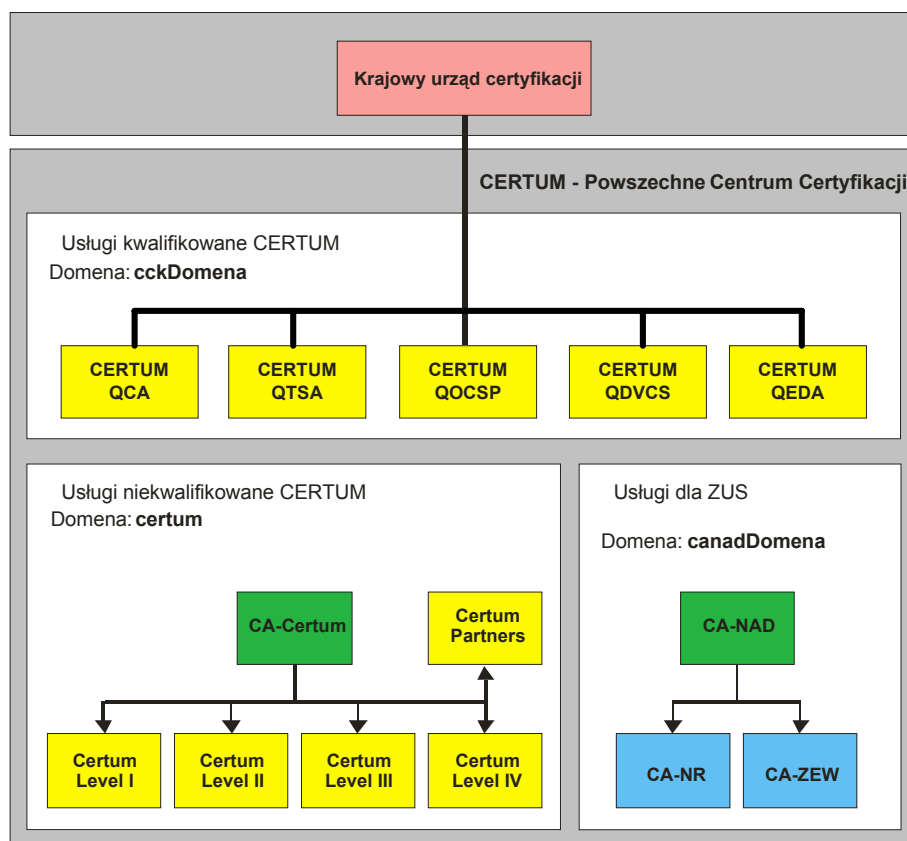 Krajowy urząd certyfikacji
CERTUM - Powszechne Centrum Certyfikacji
Usługi kwalifikowane CERTUM
Domena: cckDomena
CERTUM
QCA
CERTUM
QTSA
CERTUM
QOCSP
CERTUM
QDVCS
CERTUM
QEDA
Usługi niekwalifikowane CERTUM
Domena: certum
CA-Certum
Certum
Partners
Certum
Level I
Certum
Level II
Certum
Level III
Certum
Level IV
Usługi dla ZUS
Domena: canadDomena
CA-NAD
CA-NR
CA-ZEW